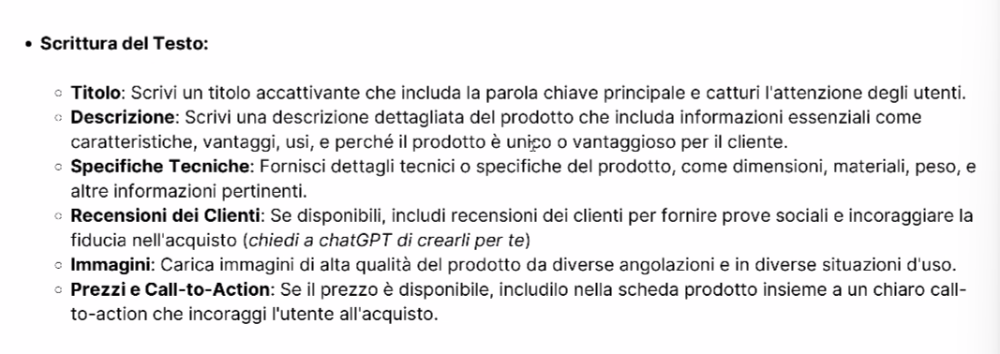 • Scrittura del Testo:
○ Titolo: Scrivi un titolo accattivante che includa la parola chiave principale e catturi l'attenzione degli utenti.
○ Descrizione: Scrivi una descrizione dettagliata del prodotto che includa informazioni essenziali come
caratteristiche, vantaggi, usi, e perché il prodotto è unico o vantaggioso per il cliente.
○ Specifiche Tecniche: Fornisci dettagli tecnici o specifiche del prodotto, come dimensioni, materiali, peso, e
altre informazioni pertinenti.
○ Recensioni dei Clienti: Se disponibili, includi recensioni dei clienti per fornire prove sociali e incoraggiare la
fiducia nell'acquisto (chiedi a chatGPT di crearli per te)
○ Immagini: Carica immagini di alta qualità del prodotto da diverse angolazioni e in diverse situazioni d'uso.
○ Prezzi e Call-to-Action: Se il prezzo è disponibile, includilo nella scheda prodotto insieme a un chiaro call-
to-action che incoraggi l'utente all'acquisto.